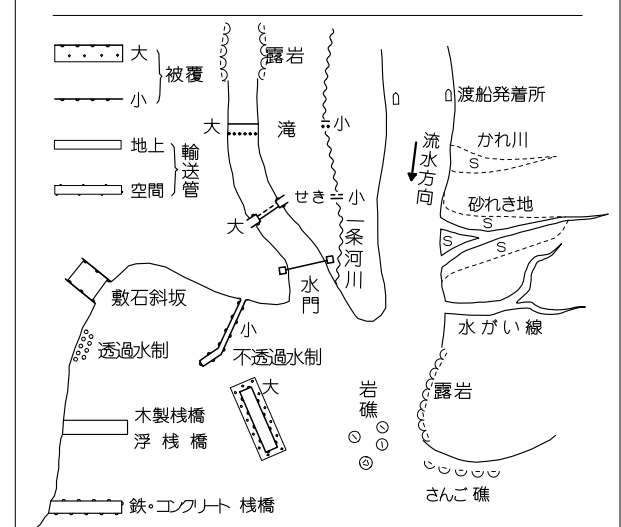 大
被覆
小
地上
輸送管
空間
露岩
大
滝
小
せき
小
大
一条河川
水門
渡船発着所
流水方向
かれ川
S
砂れき地
S
S
S
水がい線
敷石斜坂
透過水制
小
不透過水制
大
岩礁
露岩
木製桟橋
浮桟橋
鉄・コンクリート桟橋
さんご礁